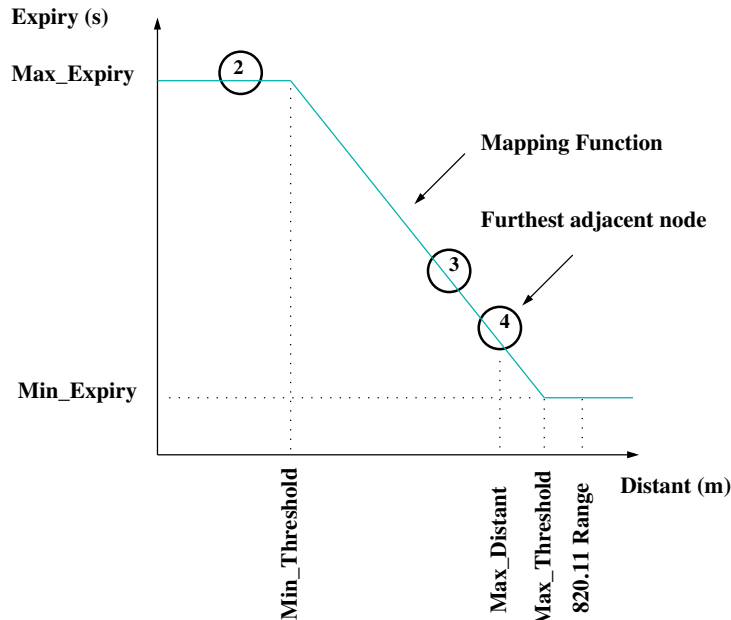 Expiry (s)
Max_Expiry
2
Mapping Function
Furthest adjacent node
3
4
Min_Expiry
Distant (m)
Min_Threshold
Max_Distant
Max_Threshold
820.11 Range